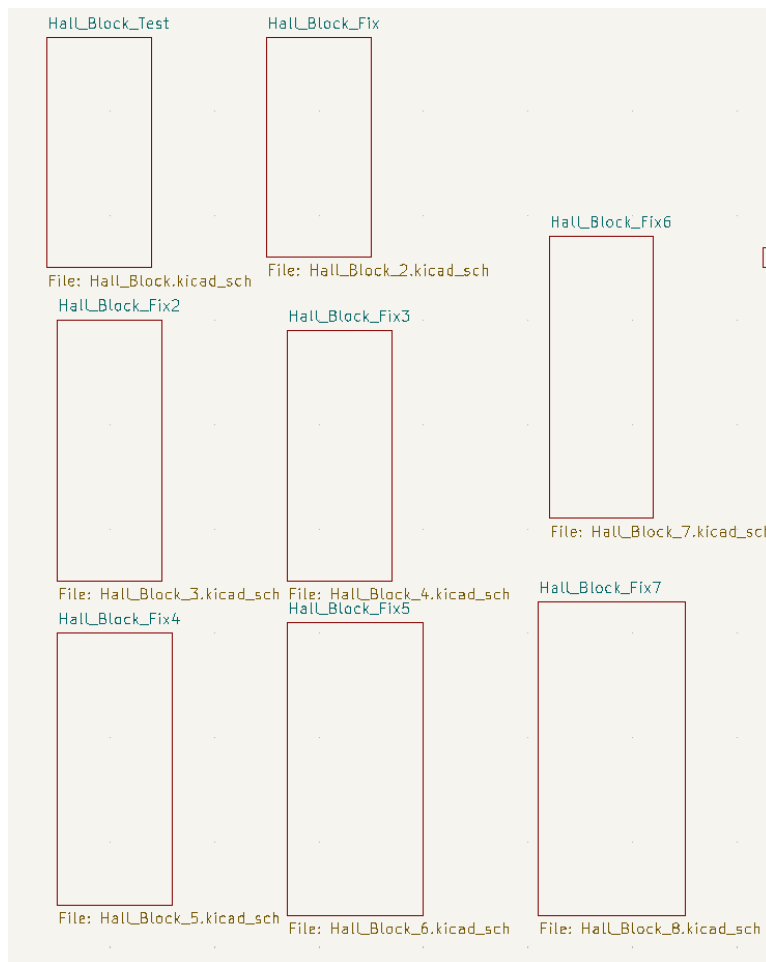 Hall_Block_Test
File: Hall_Block.kicad_sch
Hall_Block_Fix
File: Hall_Block_2.kicad_sch
Hall_Block_Fix6
File: Hall_Block_7.kicad_sch
Hall_Block_Fix2
File: Hall_Block_3.kicad_sch
Hall_Block_Fix3
File: Hall_Block_4.kicad_sch
Hall_Block_Fix4
File: Hall_Block_5.kicad_sch
Hall_Block_Fix5
File: Hall_Block_6.kicad_sch
Hall_Block_Fix7
File: Hall_Block_8.kicad_sch